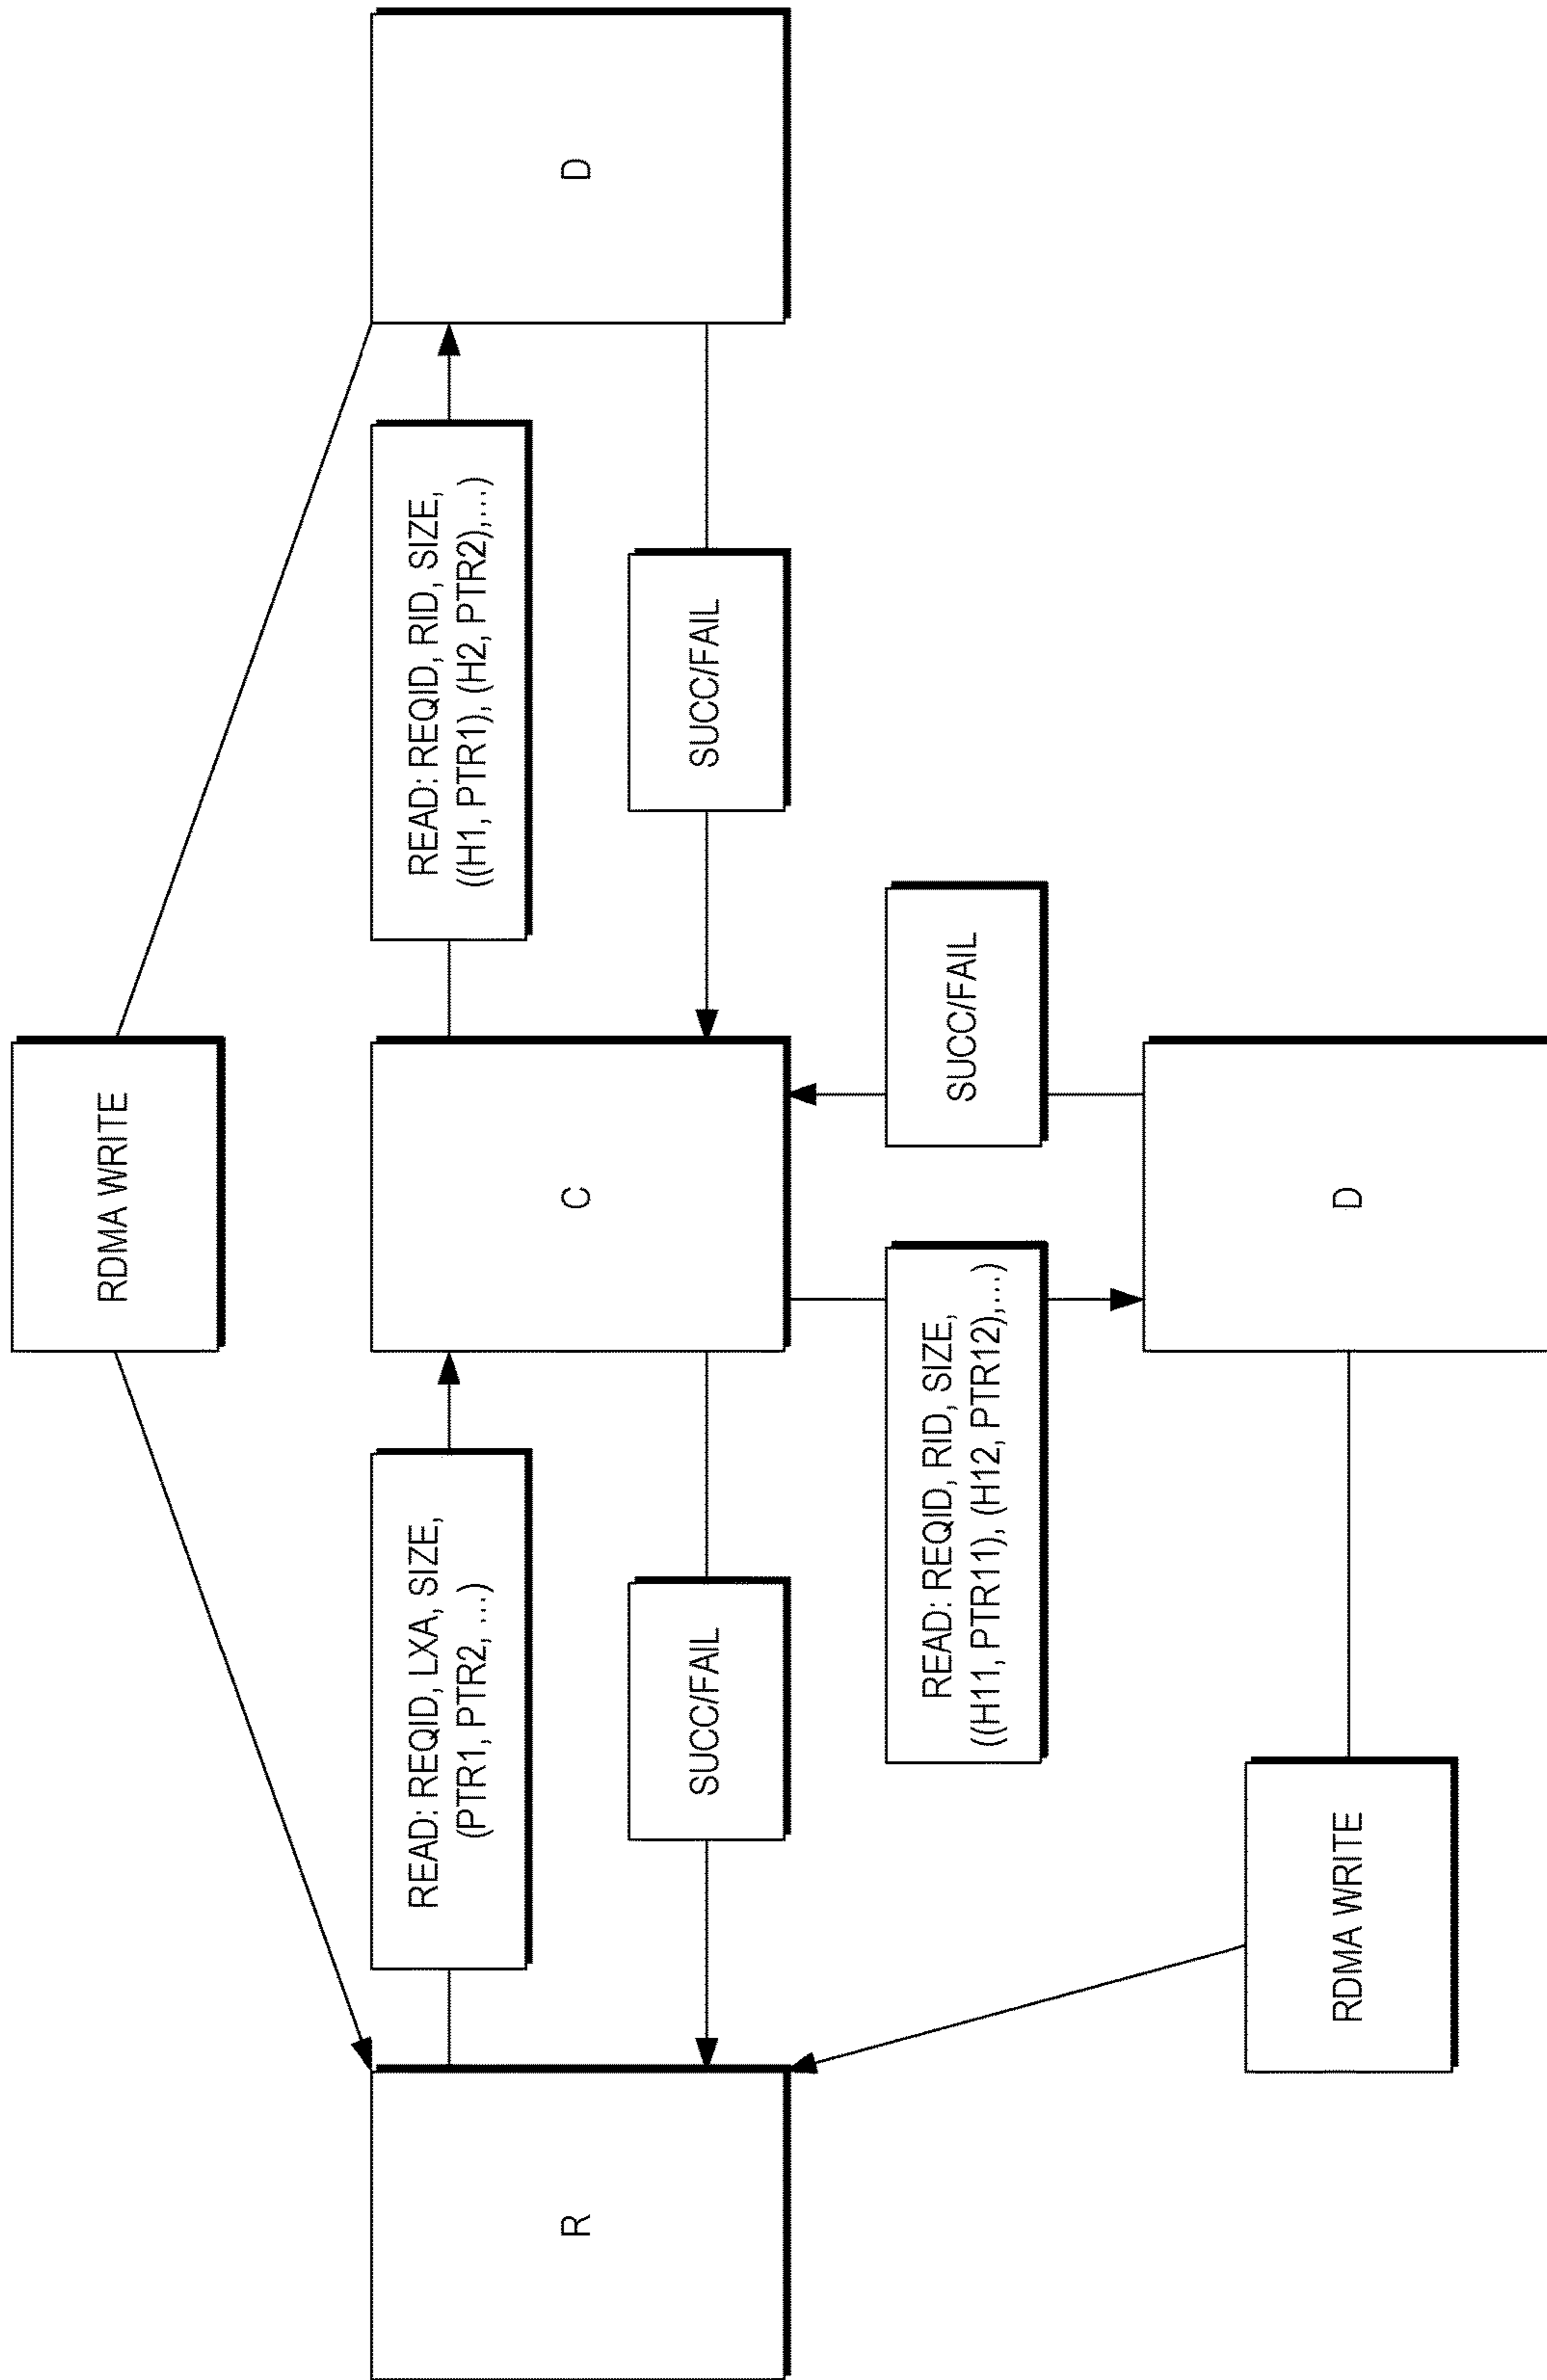 RDMA WRITE
R
READ: REQID, LXA, SIZE,
(PTR1, PTR2, ...)
SUCC/FAIL
C
READ: REQID, RID, SIZE,
((H1, PTR1), (H2, PTR2),...)
SUCC/FAIL
D
READ: REQID, RID, SIZE,
((H11, PTR11), (H12, PTR12),...)
SUCC/FAIL
RDMA WRITE
D